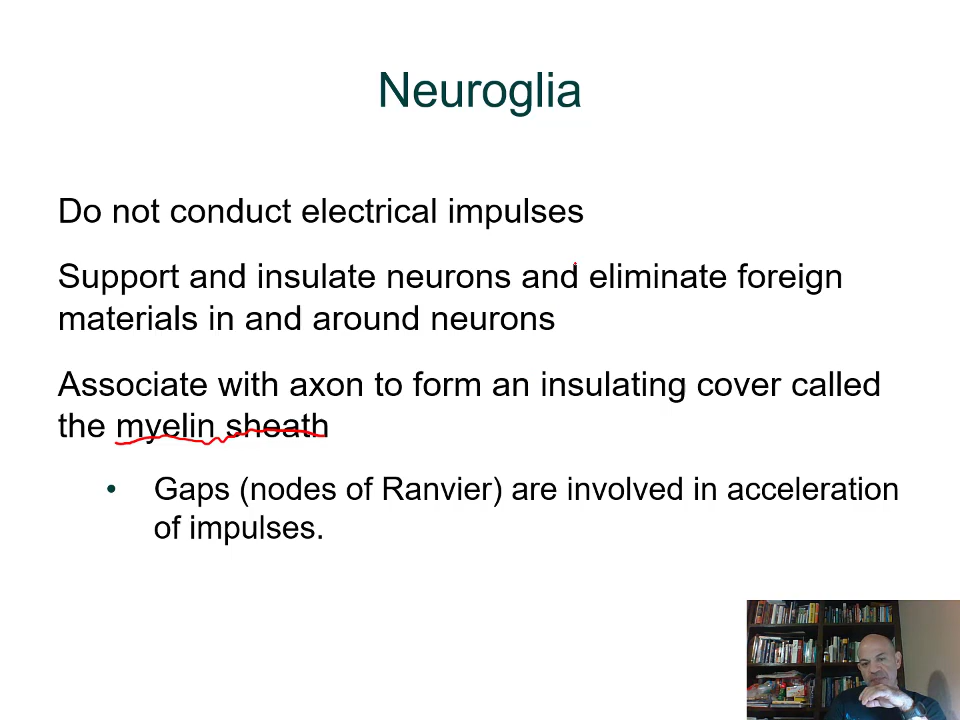 Neuroglia
Do not conduct electrical impulses
Support and insulate neurons and eliminate foreign
materials in and around neurons
Associate with axon to form an insulating cover called
the myelin sheath
• Gaps (nodes of Ranvier) are involved in acceleration
of impulses.